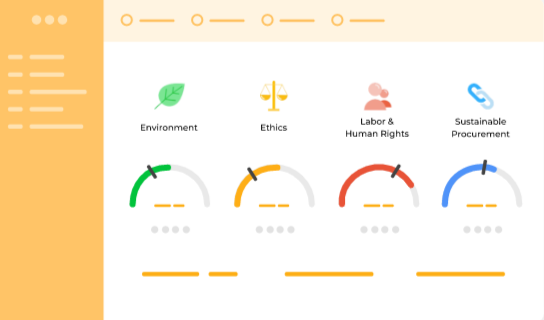 Environment
Ethics
Labor &
Human Rights
Sustainable
Procurement